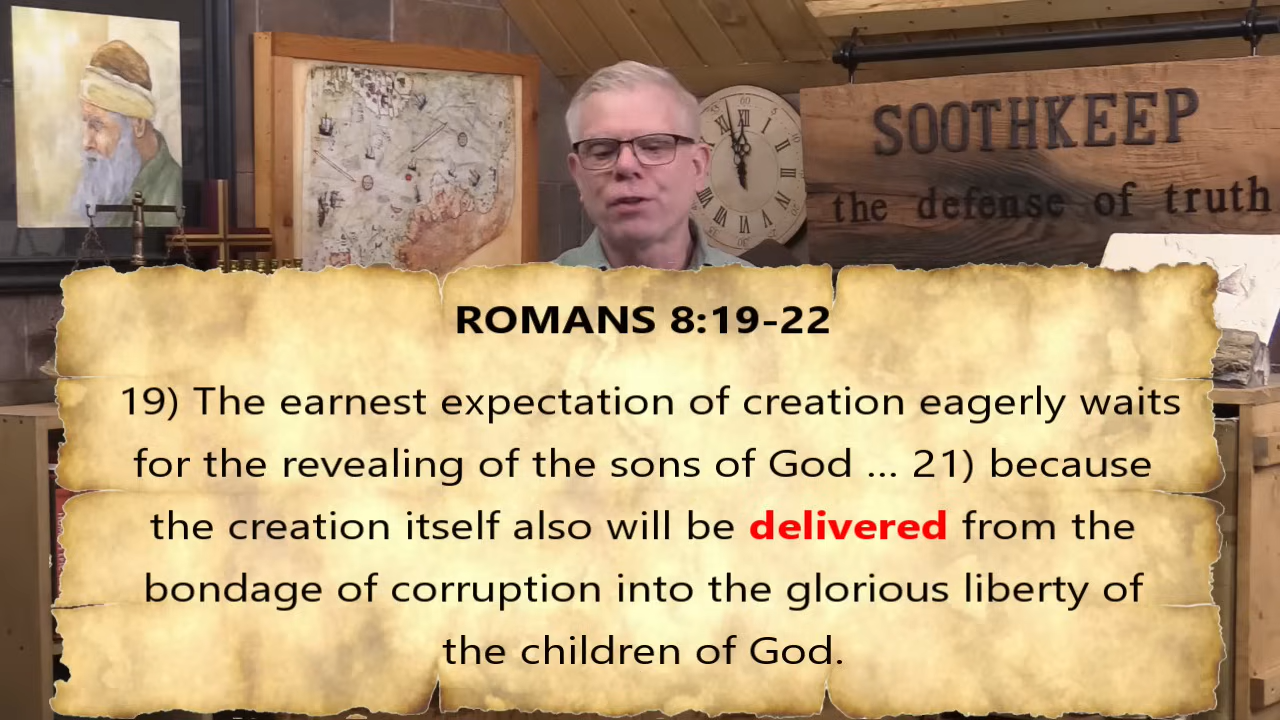 SOOTHKEEP
the defense of truth
ROMANS 8:19-22
19) The earnest expectation of creation eagerly waits
for the revealing of the sons of God ... 21) because
the creation itself also will be delivered from the
bondage of corruption into the glorious liberty of
the children of God.